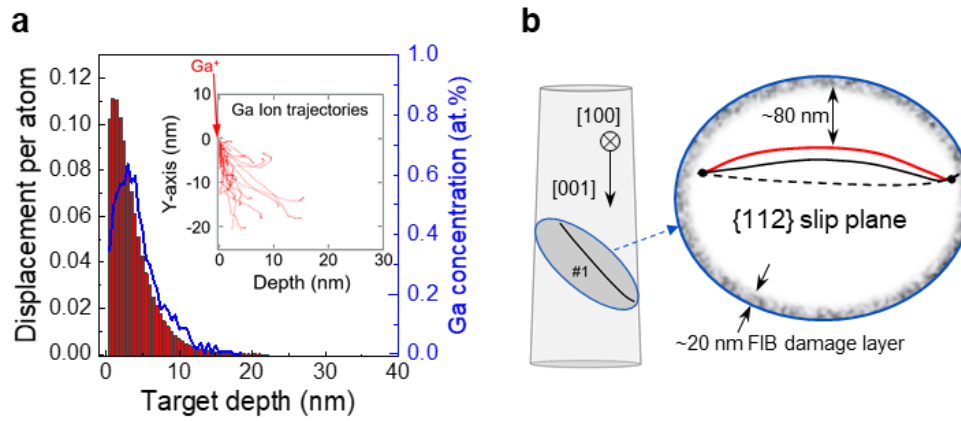 a
Displacement per atom
0.12
0.10
0.08
0.06
0.04
0.02
0.00
0
10
20
30
40
Target depth (nm)
1.0
0.8
0.6
0.4
0.2
0.0
Ga concentration (at.%)
Ga+
Ga Ion trajectories
Y-axis (nm)
10
0
-10
-20
0
10
20
30
Depth (nm)
b
[100]
[001]
#1
~80 nm
{112} slip plane
~20 nm FIB damage layer